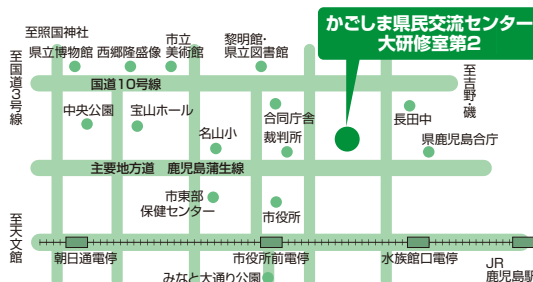 かごしま県民交流センター
大研修室第2
至照国神社
県立博物館
西郷隆盛像
市立
美術館
黎明館・
県立図書館
至国道3号線
国道10号線
至吉野・磯
中央公園
宝山ホール
名山小
合同庁舎
裁判所
長田中
県鹿児島合庁
主要地方道 鹿児島蒲生線
市東部
保健センター
市役所
至天文館
朝日通電停
市役所前電停
水族館口電停
JR
鹿児島駅
みなと大通り公園